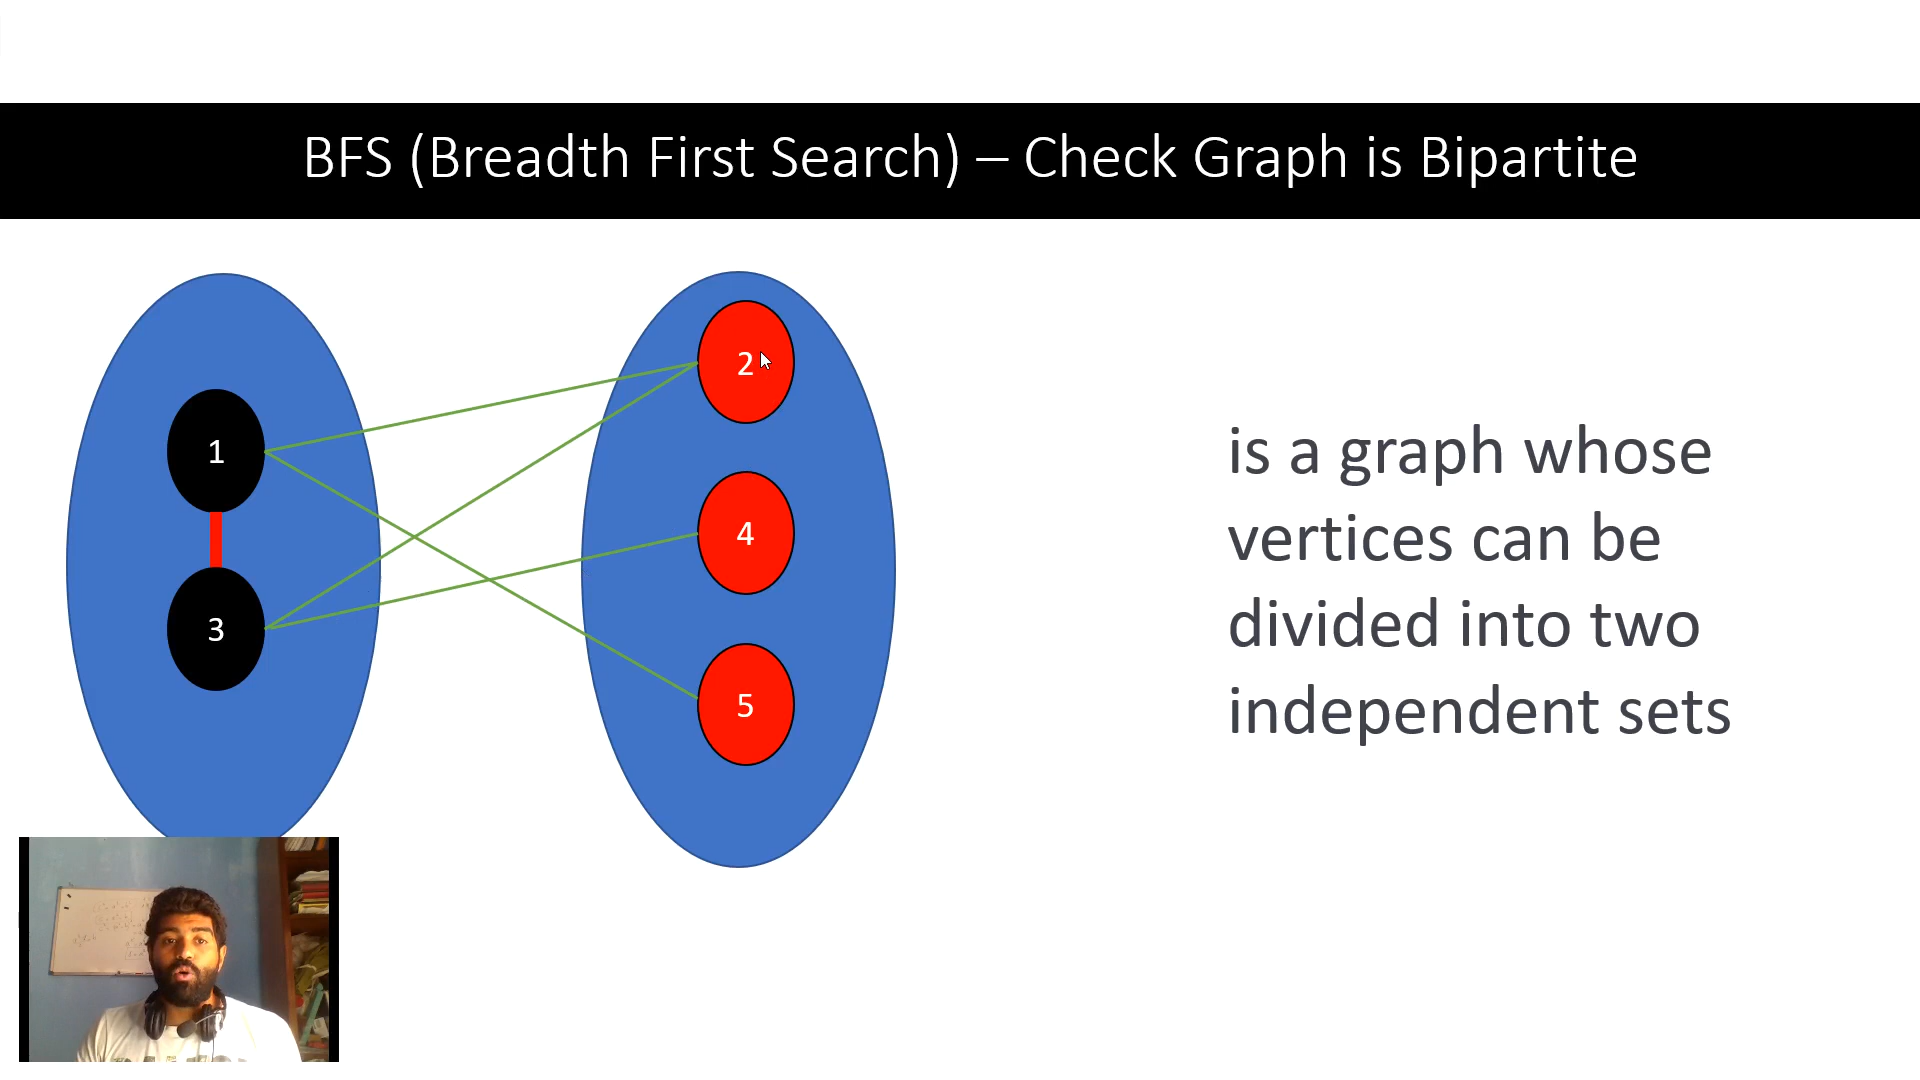 BFS (Breadth First Search) – Check Graph is Bipartite
1
3
2
4
5
is a graph whose
vertices can be
divided into two
independent sets